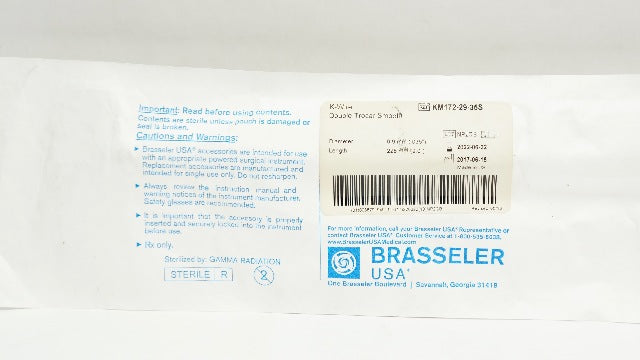 Important: Read before using contents.
Contents are sterile unless pouch is damaged or
seal is broken.
Cautions and Warnings:
Brasseler USA® accessories are intended for use
with an appropriate powered surgical instrument.
Replacement accessories are manufactured and
intended for single use only. Do not resharpen.
Always review the instruction manual and
warning notices of the instrument manufacturer.
Safety glasses are recommended.
It is important that the accessory is properly
inserted and securely locked into the instrument
before use.
Rx only.
Sterilized by: GAMMA RADIATION
STERILE R
2
K-Wire
REF KM172-29-36S
Double Trocar Smooth
Diameter
Length
2022-06-22
2017-06-15
For more information, call your Brasseler USA® Representative or
contact Brasseler USA® Customer Service at
www.BrasselerUSAMedical.com
BRASSELER
USA®
One Brasseler Boulevard | Savannah, Georgia 31419